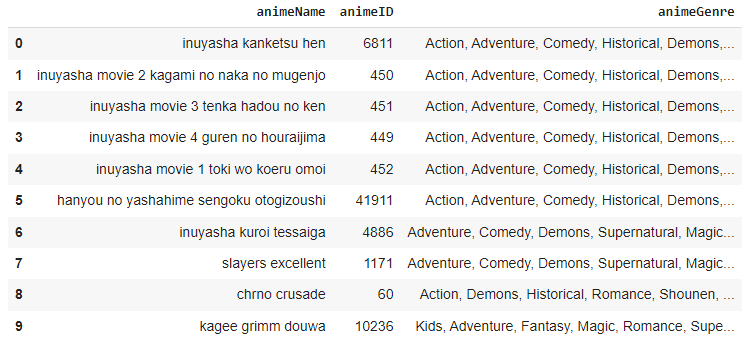 animeName animeID animeGenre
0 inuyasha kanketsu hen 6811 Action, Adventure, Comedy, Historical, Demons,...
1 inuyasha movie 2 kagami no naka no mugenjo 450 Action, Adventure, Comedy, Historical, Demons,...
2 inuyasha movie 3 tenka hadou no ken 451 Action, Adventure, Comedy, Historical, Demons,...
3 inuyasha movie 4 guren no houraijima 449 Action, Adventure, Comedy, Historical, Demons,...
4 inuyasha movie 1 toki wo koeru omoi 452 Action, Adventure, Comedy, Historical, Demons,...
5 hanyou no yashahime sengoku otogizoushi 41911 Action, Adventure, Comedy, Historical, Demons,...
6 inuyasha kuroi tessaiga 4886 Adventure, Comedy, Demons, Supernatural, Magic...
7 slayers excellent 1171 Adventure, Comedy, Demons, Supernatural, Magic...
8 chrno crusade 60 Action, Demons, Historical, Romance, Shounen, ...
9 kagee grimm douwa 10236 Kids, Adventure, Fantasy, Magic, Romance, Supe...